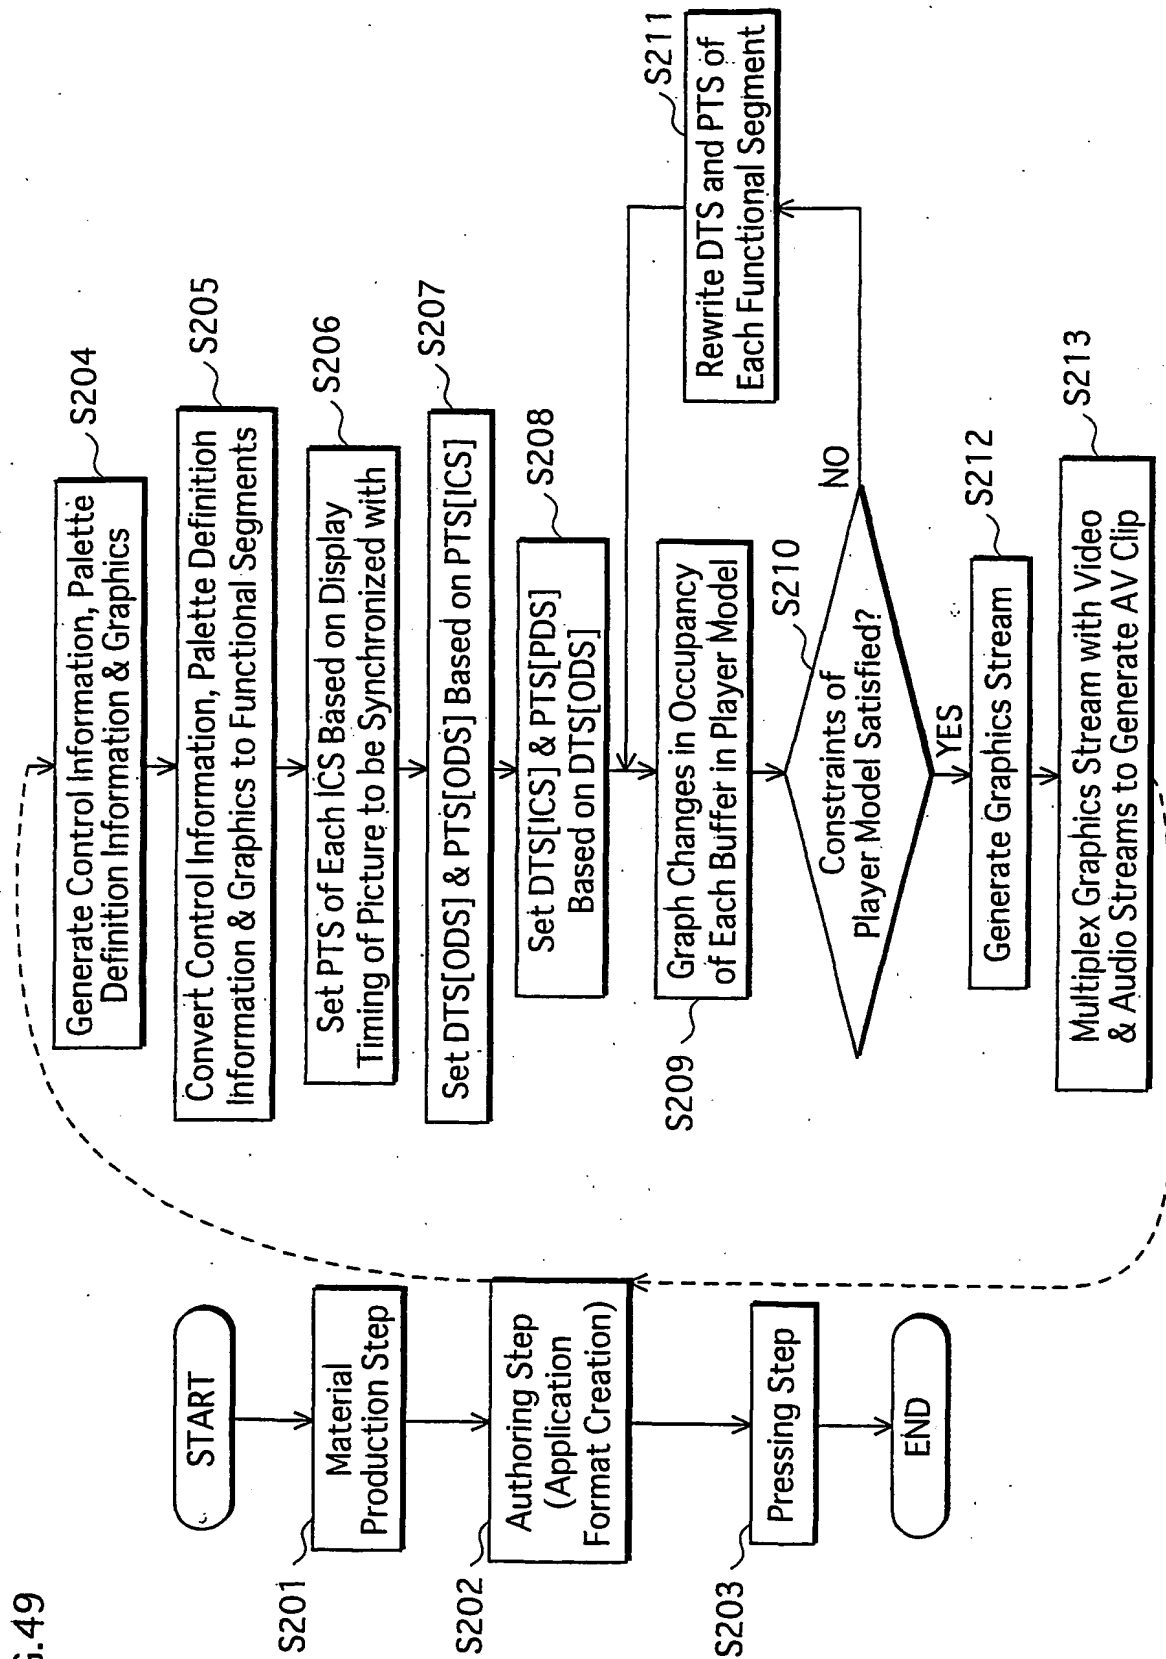 G.49
START
S201
Material
Production Step
S202
Authoring Step
(Application
Format Creation)
S203
Pressing Step
END
S204
Generate Control Information, Palette
Definition Information & Graphics
S205
Convert Control Information, Palette Definition
Information & Graphics to Functional Segments
S206
Set PTS of Each ICS Based on Display
Timing of Picture to be Synchronized with
S207
Set DTS[ODS] & PTS[ODS] Based on PTS[ICS]
S208
Set DTS[ICS] & PTS[PDS]
Based on DTS[ODS]
S209
Graph Changes in Occupancy
of Each Buffer in Player Model
S210
Constraints of
Player Model Satisfied?
NO
YES
S211
Rewrite DTS and PTS of
Each Functional Segment
S212
Generate Graphics Stream
S213
Multiplex Graphics Stream with Video
& Audio Streams to Generate AV Clip